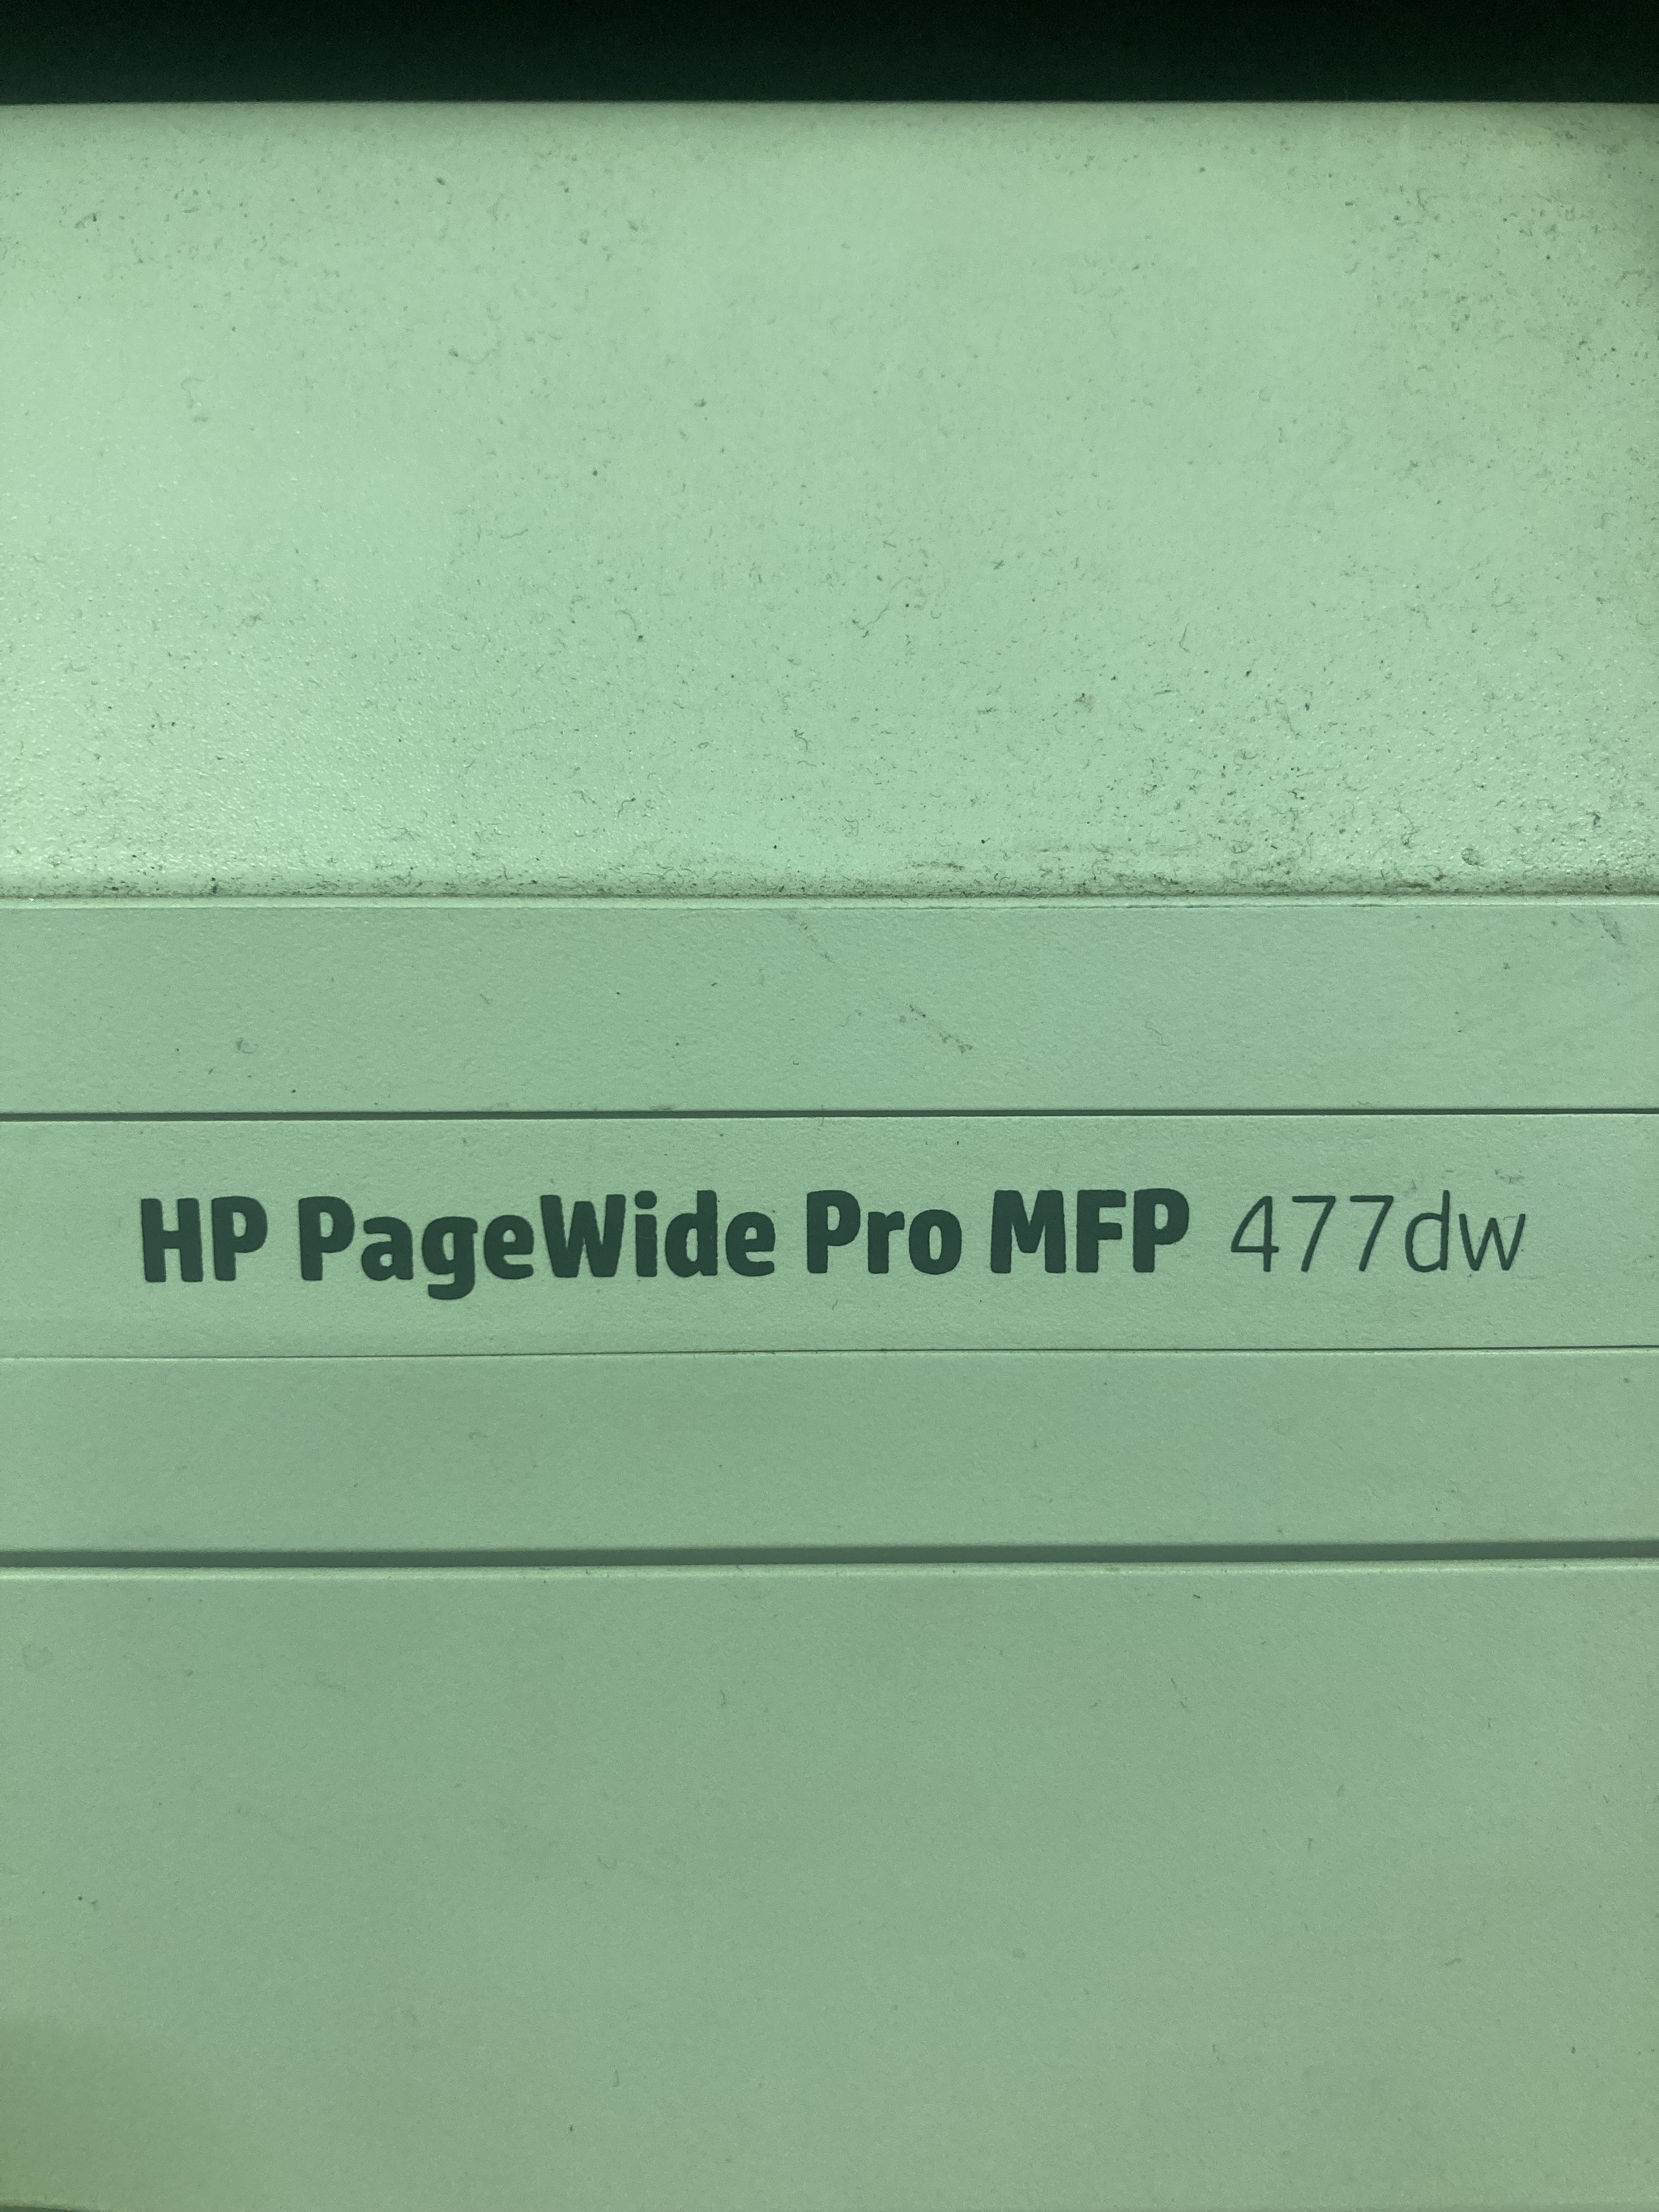 HP PageWide Pro MFP 477dw